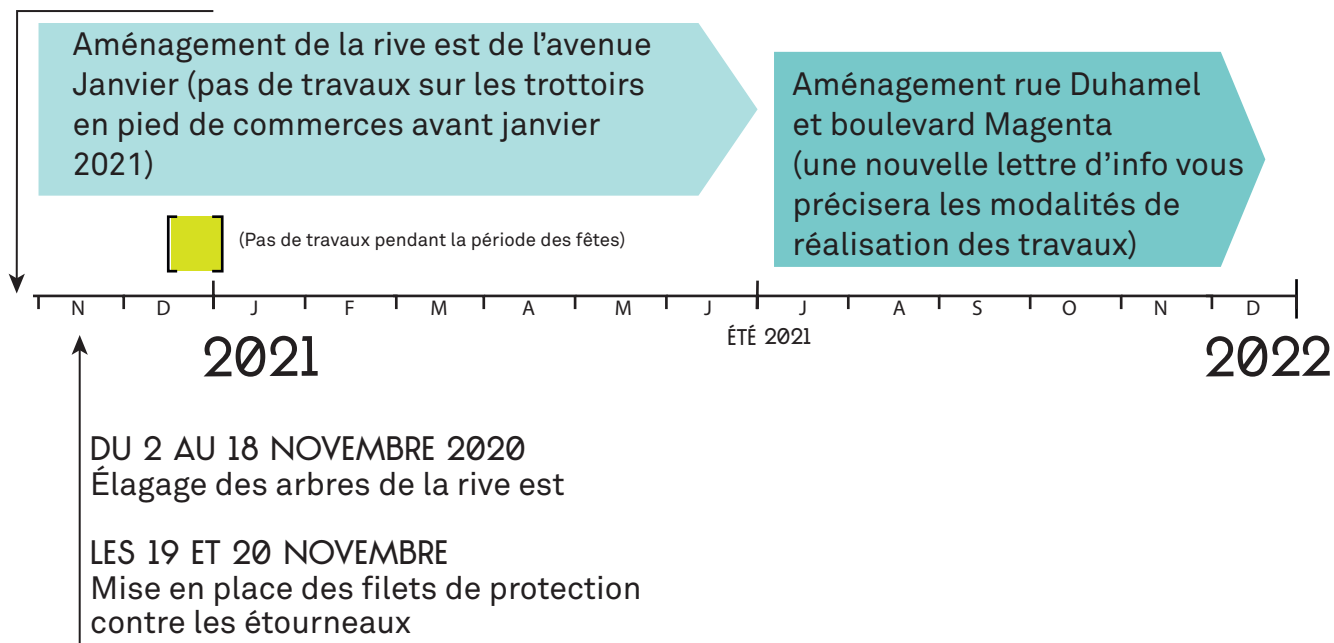 Aménagement de la rive est de l’avenue
Janvier (pas de travaux sur les trottoirs
en pied de commerces avant janvier
2021)
Aménagement rue Duhamel
et boulevard Magenta
(une nouvelle lettre d’info vous
précisera les modalités de
réalisation des travaux)
(Pas de travaux pendant la période des fêtes)
N D J F M A M J J A S O N D
2021
ÉTÉ 2021
2022
DU 2 AU 18 NOVEMBRE 2020
Élagage des arbres de la rive est
LES 19 ET 20 NOVEMBRE
Mise en place des filets de protection
contre les étourneaux